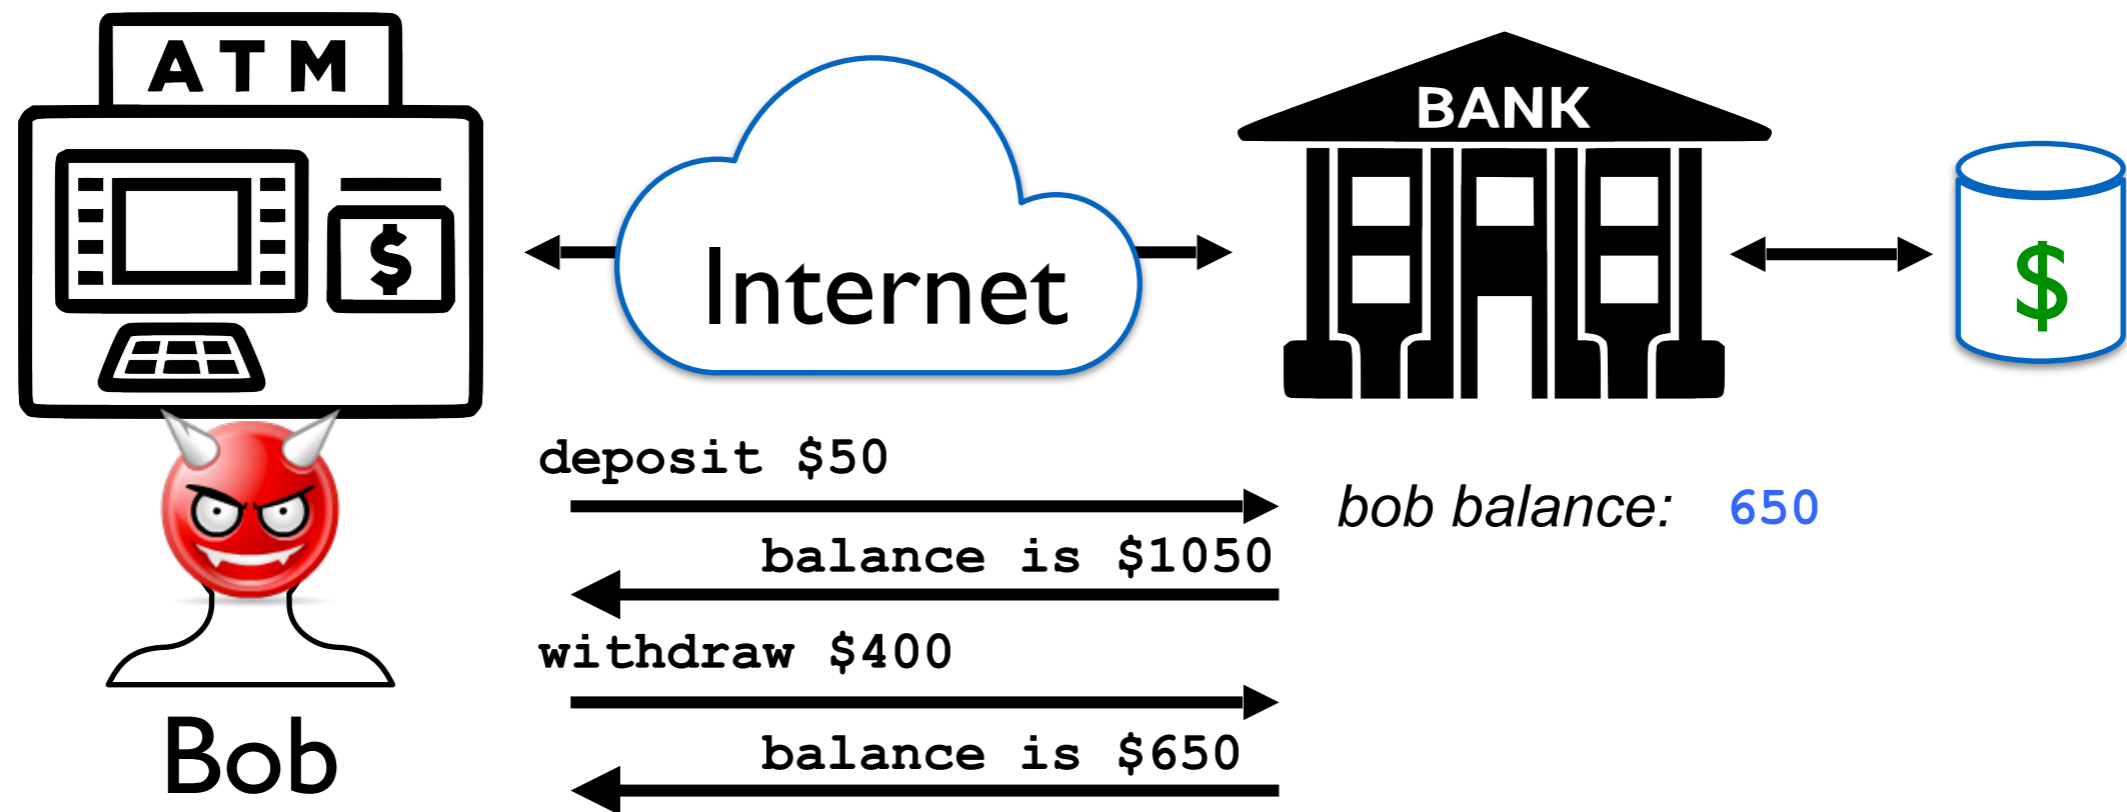 ATM
BANK
$
Internet
$
deposit $50
bob balance: 650
balance is $1050
withdraw $400
balance is $650
Bob